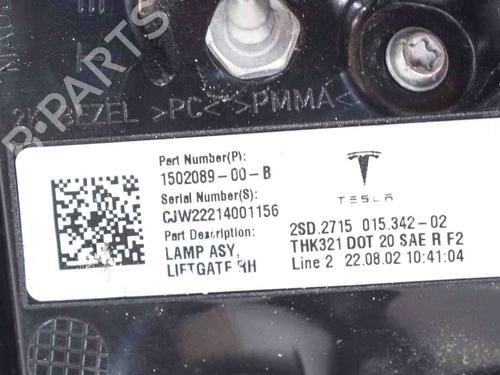 >PC< >PMMA<
Part Number(P):
1502089-00-B
Serial Number(S):
CJW22214001156
Part Description:
LAMP ASY,
LIFTGATE RH
TESLA
2SD.2715 015.342-02
THK321 DOT 20 SAE R F2
Line 2 22.08.02 10:41:04
B-PARTS